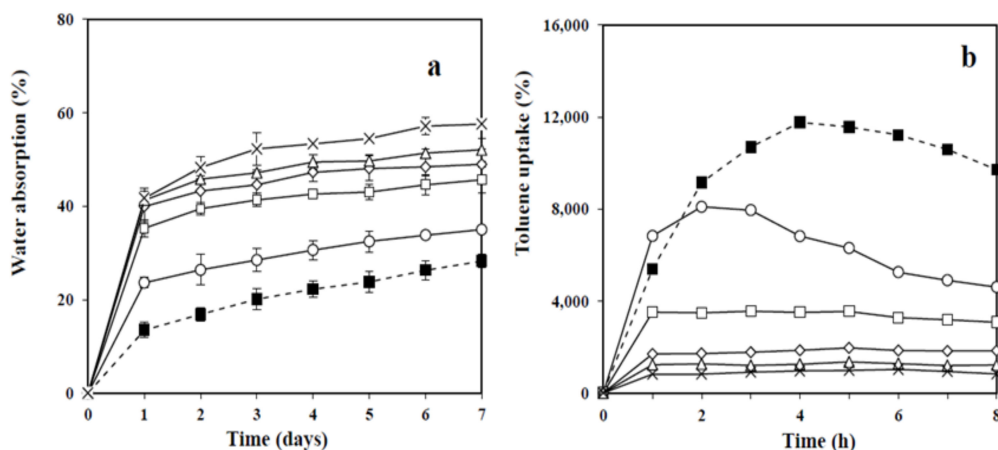 80
60
40
20
0
Water absorption (%)
a
0 1 2 3 4 5 6 7
Time (days)
16,000
12,000
8,000
4,000
0
Toluene uptake (%)
b
0 2 4 6 8
Time (h)